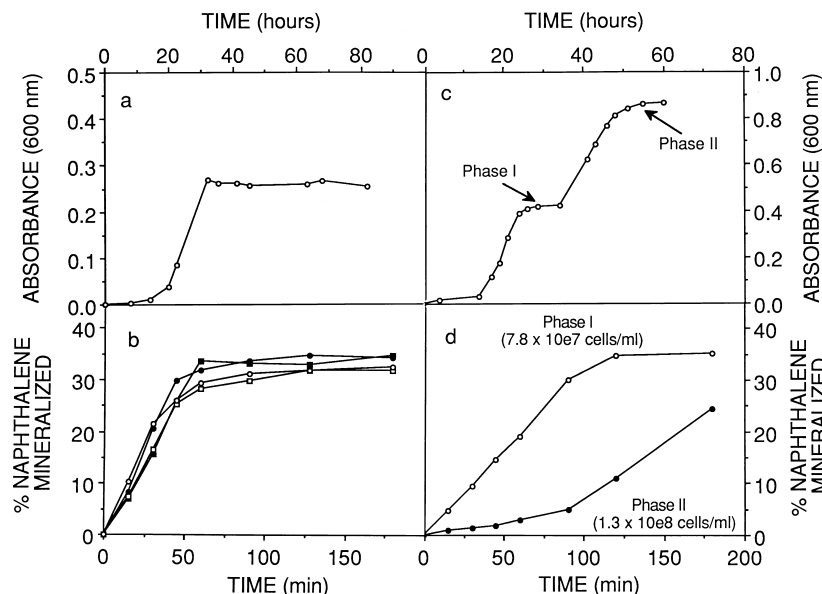 TIME (hours)
TIME (hours)
0 20 40 60 80
0 20 40 60 80
0.5
0.4
0.3
0.2
0.1
0.0
ABSORBANCE (600 nm)
a
c
Phase I
Phase II
1.0
0.8
0.6
0.4
0.2
0.0
ABSORBANCE (600 nm)
40
30
20
10
0
% NAPHTHALENE
MINERALIZED
b
d
Phase I
(7.8 x 10e7 cells/ml)
Phase II
(1.3 x 10e8 cells/ml)
40
30
20
10
0
% NAPHTHALENE
MINERALIZED
0 50 100 150
0 50 100 150 200
TIME (min)
TIME (min)